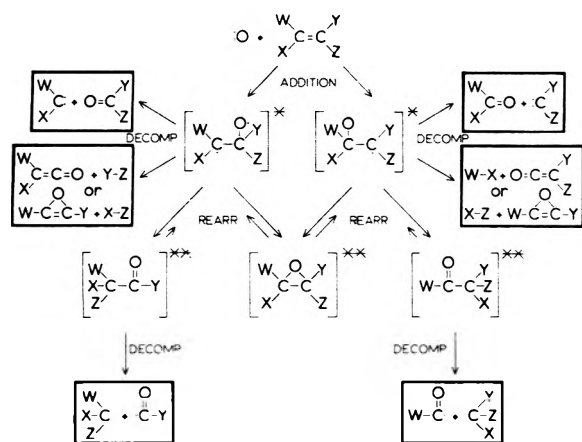 :O + W X C=C Y Z
ADDITION
W X C: + O=C Y Z
W X C=O + :C Y Z
DECOMP
[W X C–C O Y Z]*
[W X C O –C Y Z]*
DECOMP
W X C=C=O + Y–Z
or
O
W–C=C–Y + X–Z
W–X + O=C=C Y Z
or
O
X–Z + W–C=C–Y
REARR
REARR
[W X–C–C–Y Z O]**
[W X C–C Y Z O]**
[W–C–C–Z Y X O]**
DECOMP
DECOMP
W X–C Z + O ·C–Y
O W–C· + Y C–Z X